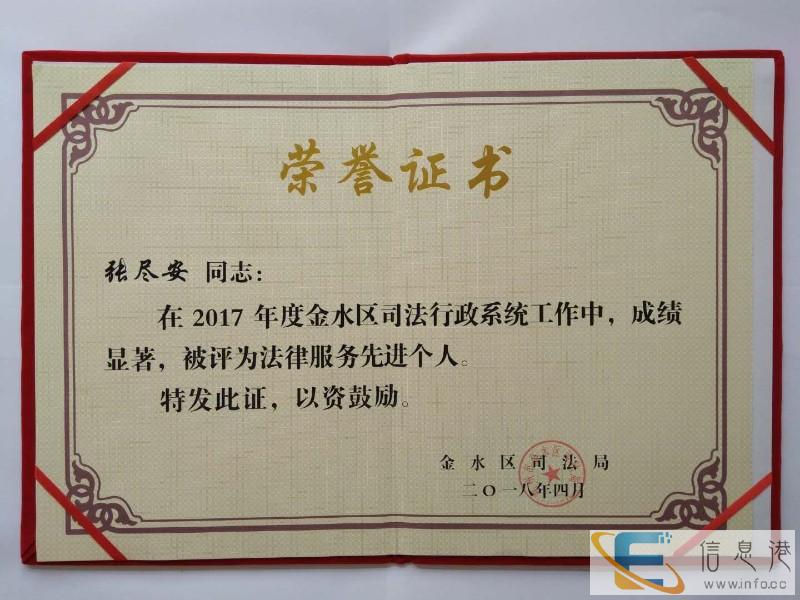 荣誉证书
张尽安 同志：
在 2017 年度金水区司法行政系统工作中，成绩
显著，被评为法律服务先进个人。
特发此证，以资鼓励。
金水区司法局
二〇一八年四月
信息港
www.infoc.cc